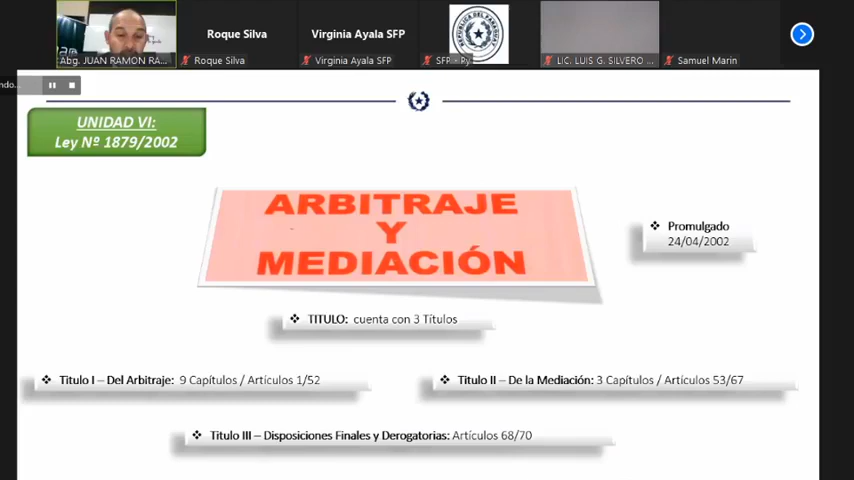 Roque Silva
Virginia Ayala SFP
Abg. JUAN RAMON RA...
Roque Silva
Virginia Ayala SFP
SFP - Py
LIC. LUIS G. SILVERO ...
Samuel Marin
ndo...
UNIDAD VI:
Ley Nº 1879/2002
ARBITRAJE
Y
MEDIACIÓN
❖ Promulgado
24/04/2002
❖ TITULO: cuenta con 3 Títulos
❖ Titulo I – Del Arbitraje: 9 Capítulos / Artículos 1/52
❖ Titulo II – De la Mediación: 3 Capítulos / Artículos 53/67
❖ Titulo III – Disposiciones Finales y Derogatorias: Artículos 68/70